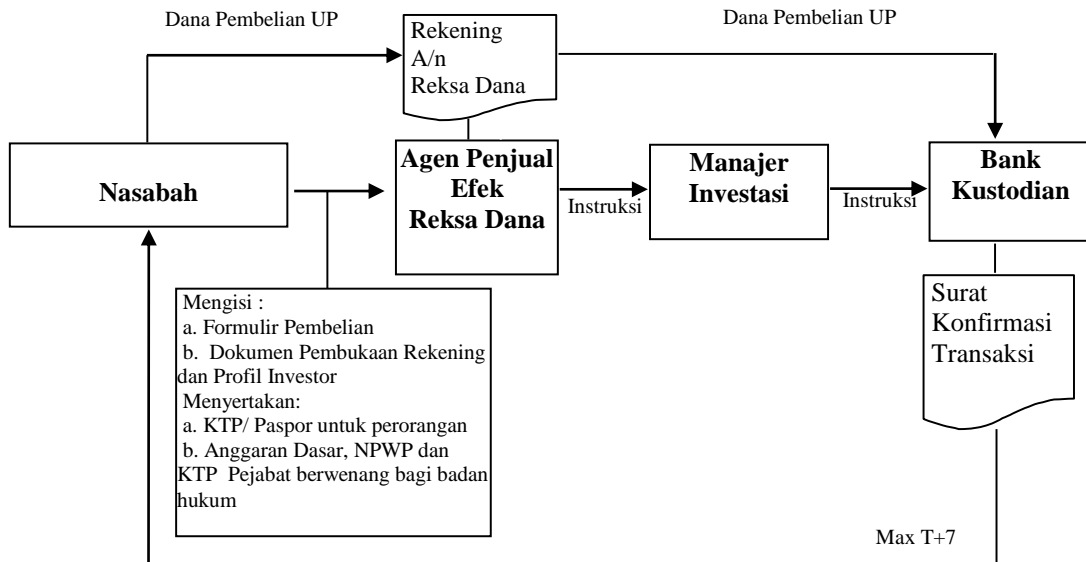 Dana Pembelian UP
Dana Pembelian UP
Rekening
A/n
Reksa Dana
Nasabah
Agen Penjual
Efek
Reksa Dana
Instruksi
Manajer
Investasi
Instruksi
Bank
Kustodian
Mengisi :
a. Formulir Pembelian
b. Dokumen Pembukaan Rekening
dan Profil Investor
Menyertakan:
a. KTP/ Paspor untuk perorangan
b. Anggaran Dasar, NPWP dan
KTP Pejabat berwenang bagi badan
hukum
Surat
Konfirmasi
Transaksi
Max T+7